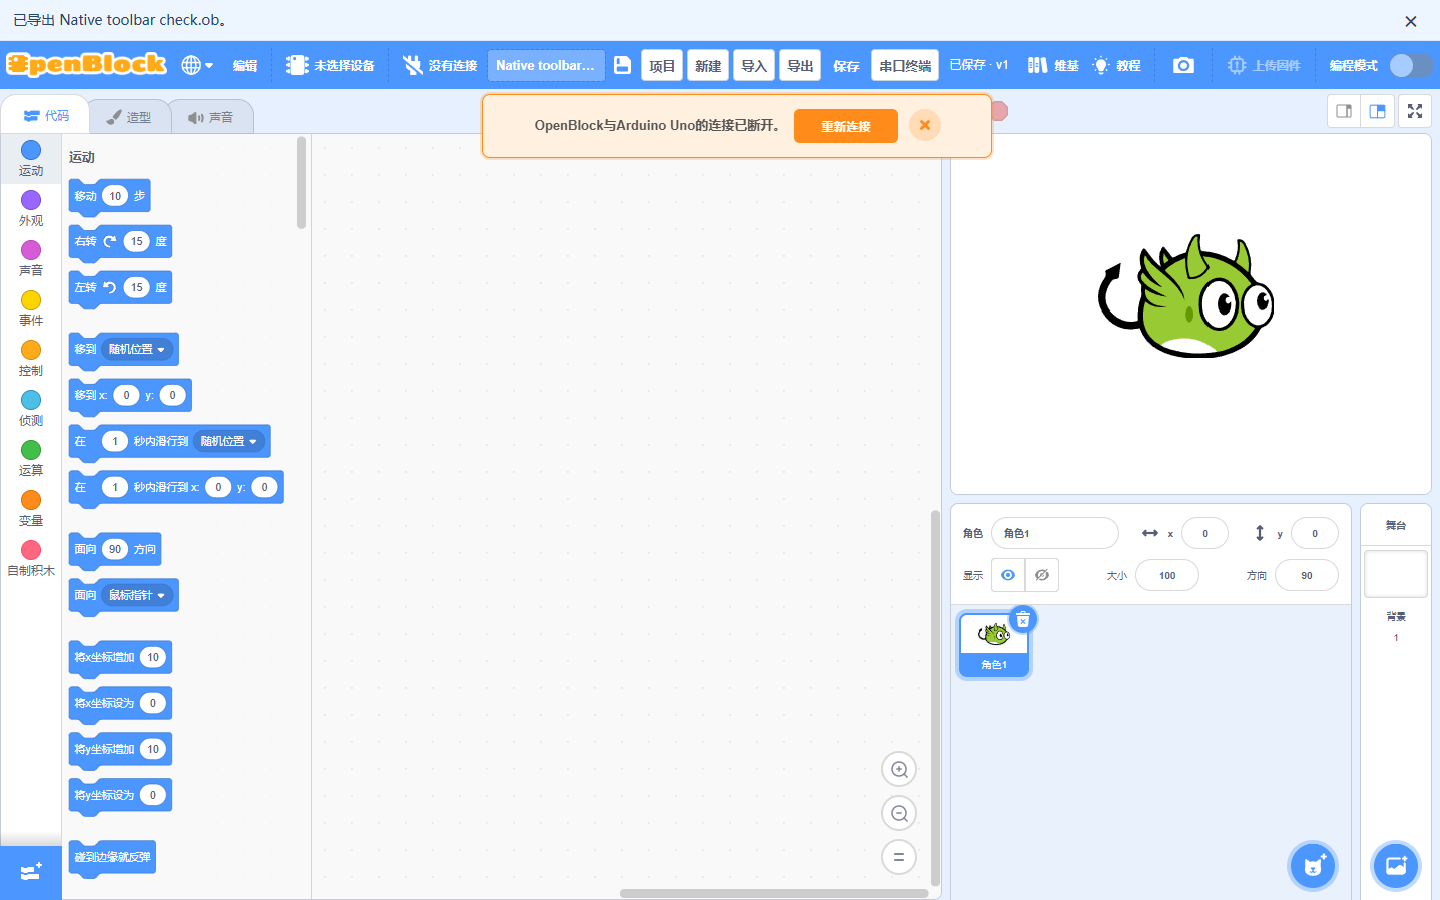 已导出 Native toolbar check.ob。
OpenBlock
编辑
未选择设备
没有连接
Native toolbar...
项目
新建
导入
导出
保存
串口终端
已保存 · v1
维基
教程
上传固件
编程模式
代码
造型
声音
OpenBlock与Arduino Uno的连接已断开。
重新连接
运动
外观
声音
事件
控制
侦测
运算
变量
自制积木
运动
移动 10 步
右转 15 度
左转 15 度
移到 随机位置
移到 x: 0 y: 0
在 1 秒内滑行到 随机位置
在 1 秒内滑行到 x: 0 y: 0
面向 90 方向
面向 鼠标指针
将x坐标增加 10
将x坐标设为 0
将y坐标增加 10
将y坐标设为 0
碰到边缘就反弹
角色 角色1 x 0 y 0
显示 大小 100 方向 90
角色1
舞台
背景
1